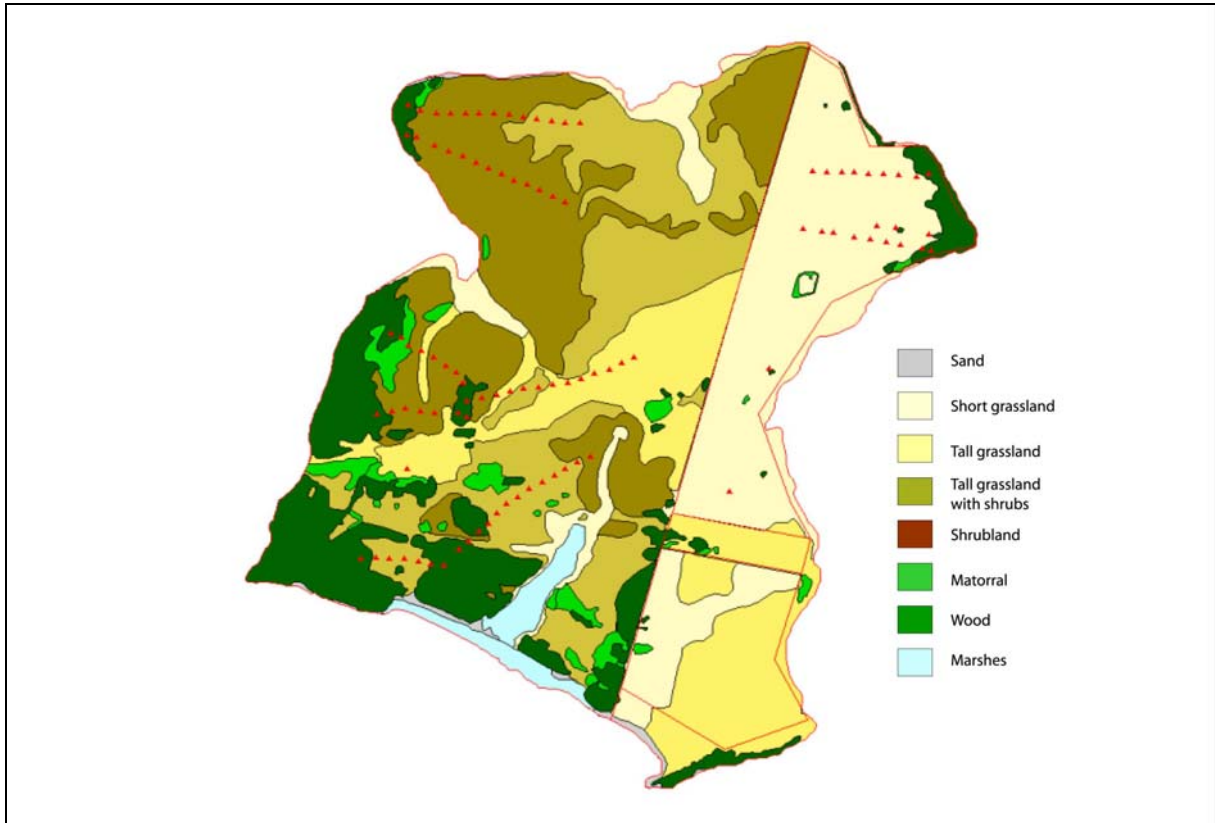 Sand
Short grassland
Tall grassland
Tall grassland
with shrubs
Shrubland
Matorral
Wood
Marshes